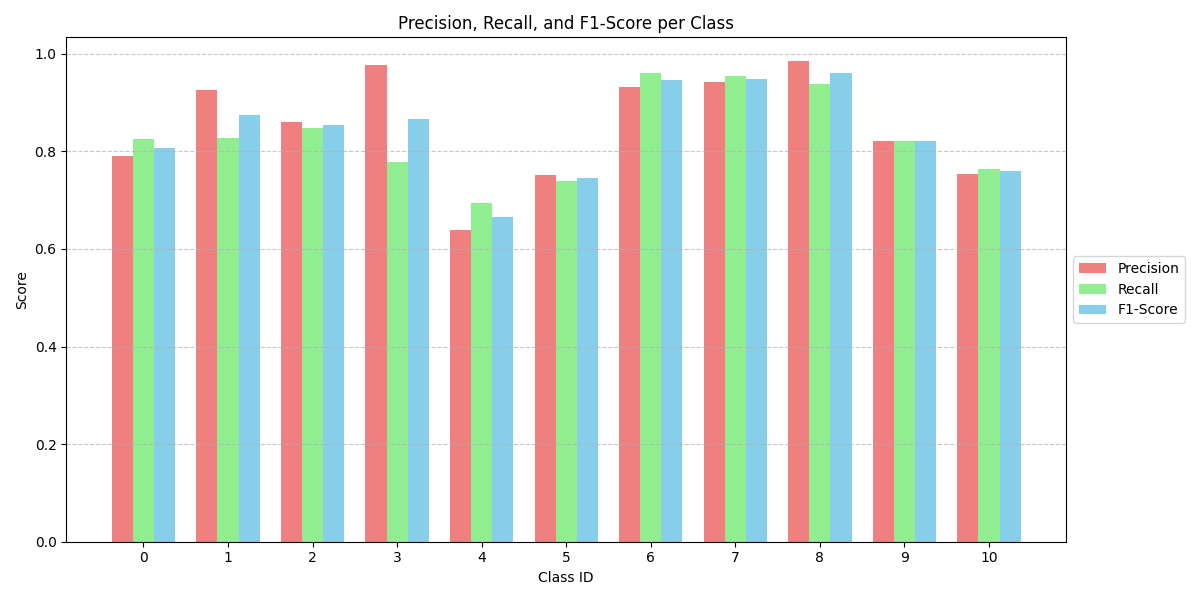 Precision, Recall, and F1-Score per Class
Score
1.0
0.8
0.6
0.4
0.2
0.0
0 1 2 3 4 5 6 7 8 9 10
Class ID
Precision
Recall
F1-Score